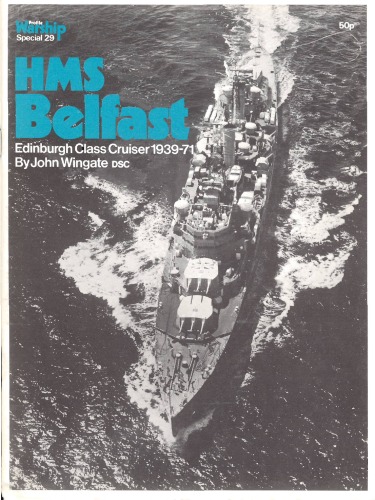 Profile
Warship
Special 29
50p
HMS
Belfast
Edinburgh Class Cruiser 1939-71
By John Wingate DSC